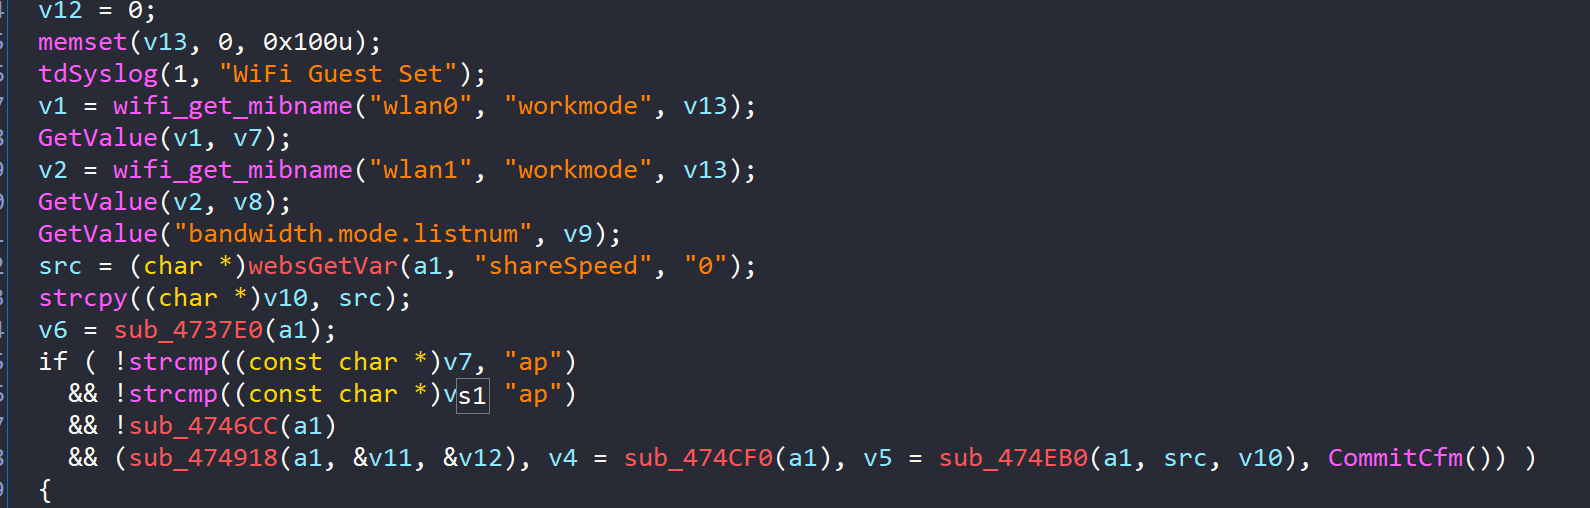 v12 = 0;
memset(v13, 0, 0x100u);
tdSyslog(1, "WiFi Guest Set");
v1 = wifi_get_mibname("wlan0", "workmode", v13);
GetValue(v1, v7);
v2 = wifi_get_mibname("wlan1", "workmode", v13);
GetValue(v2, v8);
GetValue("bandwidth.mode.listnum", v9);
src = (char *)websGetVar(a1, "shareSpeed", "0");
strcpy((char *)v10, src);
v6 = sub_4737E0(a1);
if ( !strcmp((const char *)v7, "ap")
&& !strcmp((const char *)vs1 "ap")
&& !sub_4746CC(a1)
&& (sub_474918(a1, &v11, &v12), v4 = sub_474CF0(a1), v5 = sub_474EB0(a1, src, v10), CommitCfm()) )
{